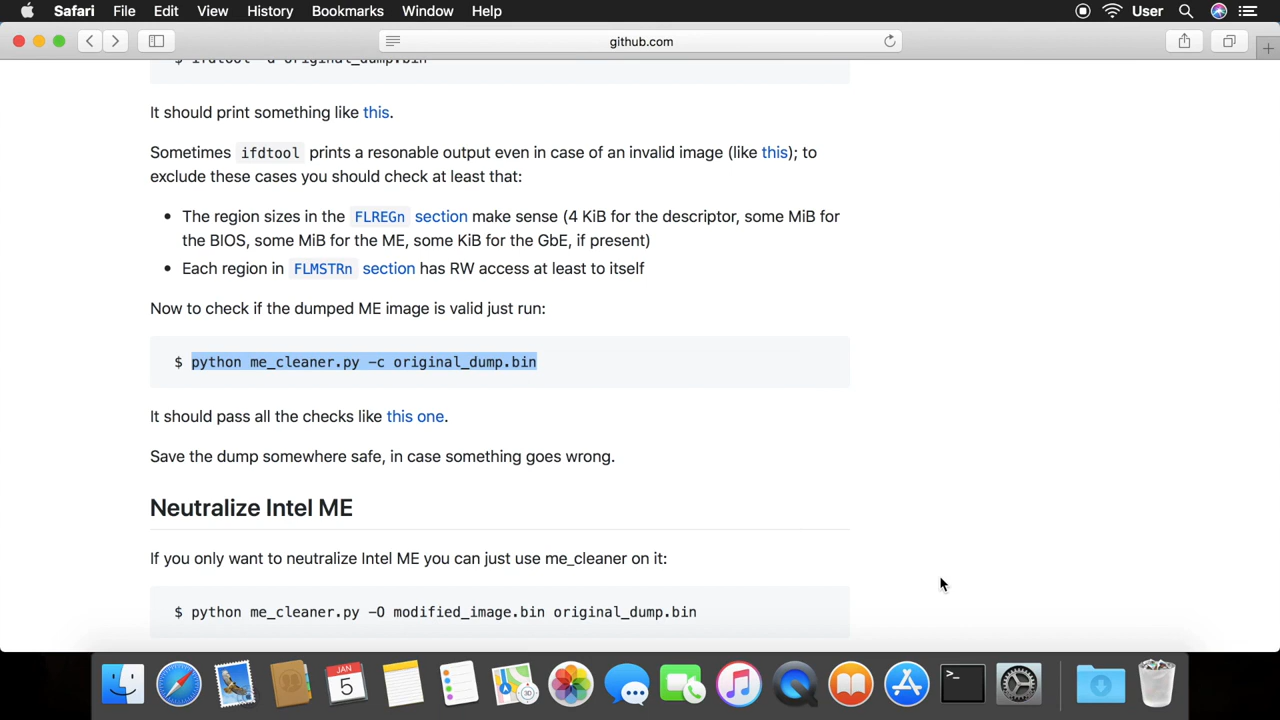 Safari File Edit View History Bookmarks Window Help User
github.com
$ ifdtool -d original_dump.bin
It should print something like this.
Sometimes ifdtool prints a resonable output even in case of an invalid image (like this); to
exclude these cases you should check at least that:
• The region sizes in the FLREGn section make sense (4 KiB for the descriptor, some MiB for
the BIOS, some MiB for the ME, some KiB for the GbE, if present)
• Each region in FLMSTRn section has RW access at least to itself
Now to check if the dumped ME image is valid just run:
$ python me_cleaner.py -c original_dump.bin
It should pass all the checks like this one.
Save the dump somewhere safe, in case something goes wrong.
Neutralize Intel ME
If you only want to neutralize Intel ME you can just use me_cleaner on it:
$ python me_cleaner.py -O modified_image.bin original_dump.bin
JAN
5
3D
>_